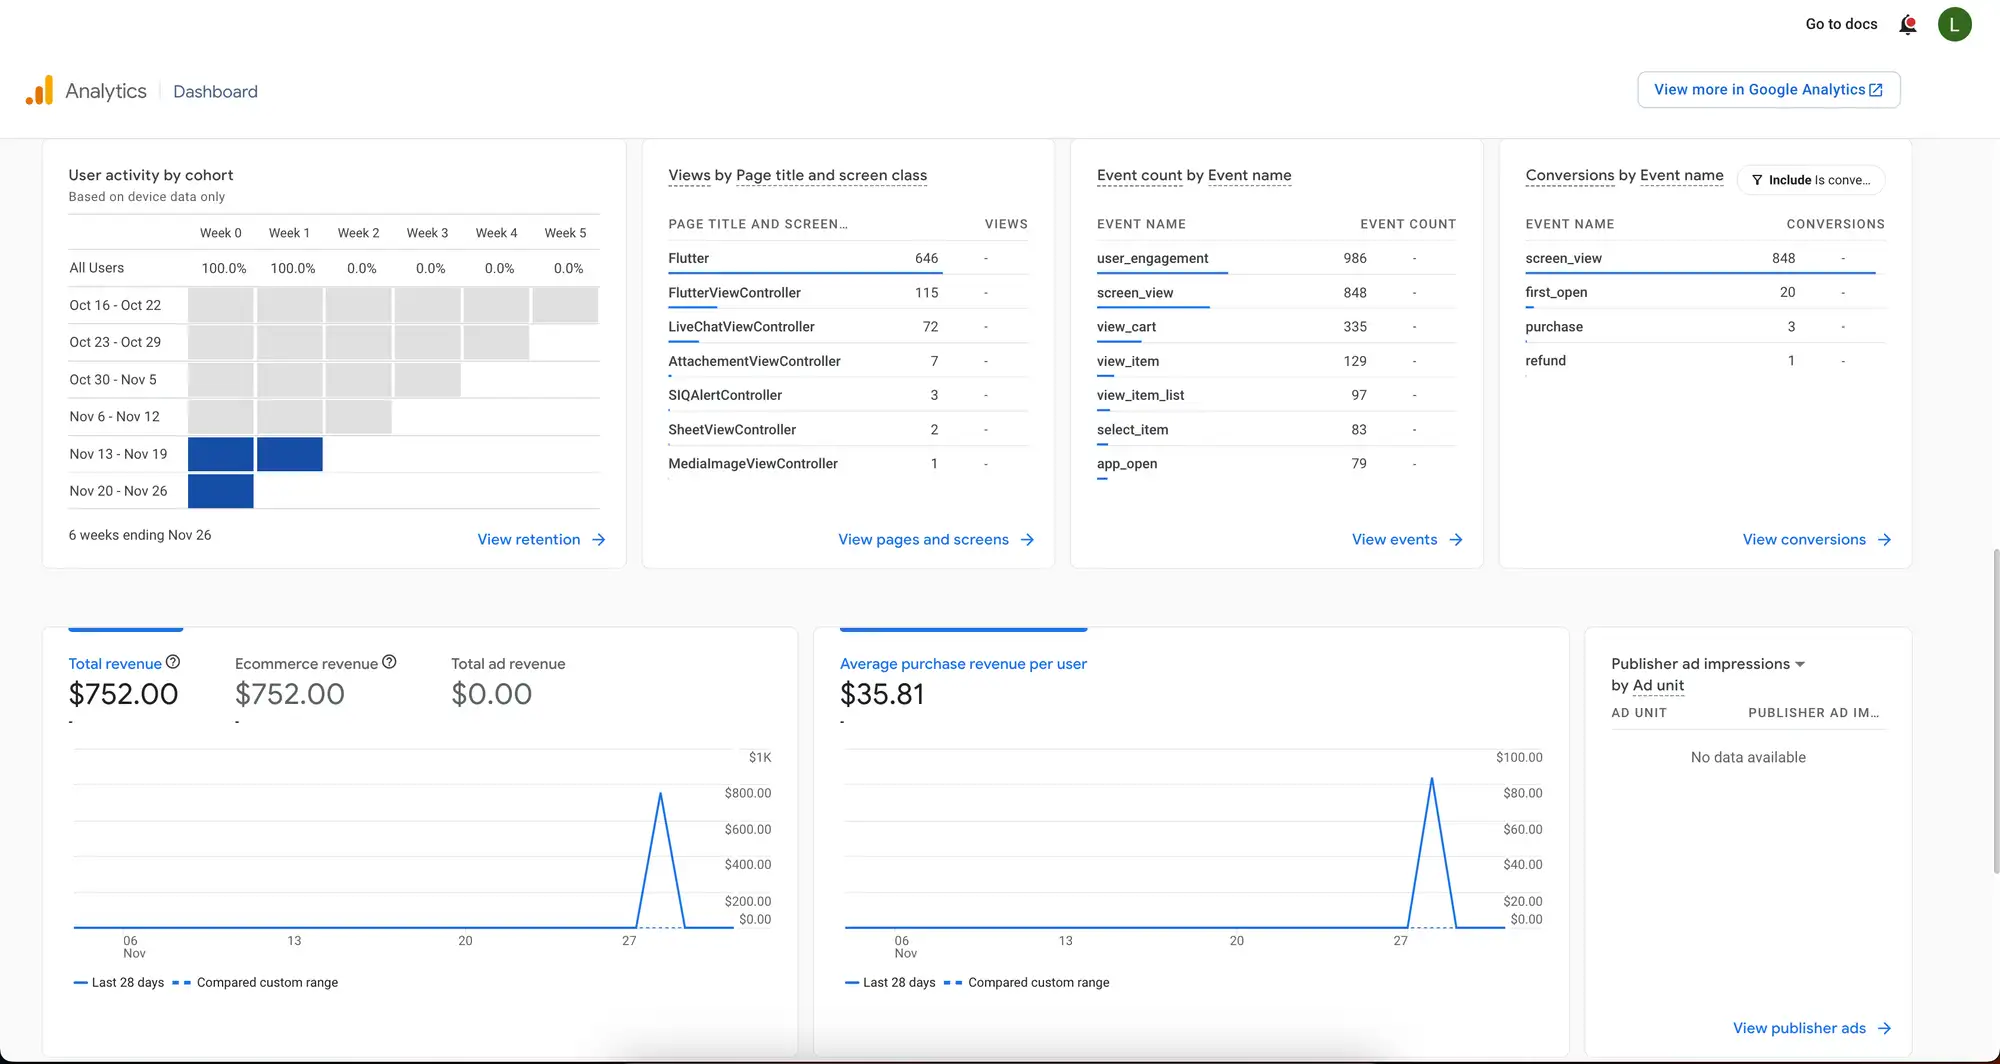 Go to docs
L
Analytics
Dashboard
View more in Google Analytics
User activity by cohort
Based on device data only
Week 0 Week 1 Week 2 Week 3 Week 4 Week 5
All Users 100.0% 100.0% 0.0% 0.0% 0.0% 0.0%
Oct 16 - Oct 22
Oct 23 - Oct 29
Oct 30 - Nov 5
Nov 6 - Nov 12
Nov 13 - Nov 19
Nov 20 - Nov 26
6 weeks ending Nov 26
View retention
Views by Page title and screen class
PAGE TITLE AND SCREEN… VIEWS
Flutter 646 -
FlutterViewController 115 -
LiveChatViewController 72 -
AttachementViewController 7 -
SIQAlertController 3 -
SheetViewController 2 -
MediaImageViewController 1 -
View pages and screens
Event count by Event name
EVENT NAME EVENT COUNT
user_engagement 986 -
screen_view 848 -
view_cart 335 -
view_item 129 -
view_item_list 97 -
select_item 83 -
app_open 79 -
View events
Conversions by Event name
Include Is conve…
EVENT NAME CONVERSIONS
screen_view 848 -
first_open 20 -
purchase 3 -
refund 1 -
View conversions
Total revenue Ecommerce revenue Total ad revenue
$752.00 $752.00 $0.00
- -
$1K
$800.00
$600.00
$400.00
$200.00
$0.00
06 13 20 27
Nov
Last 28 days Compared custom range
Average purchase revenue per user
$35.81
-
$100.00
$80.00
$60.00
$40.00
$20.00
$0.00
06 13 20 27
Nov
Last 28 days Compared custom range
Publisher ad impressions
by Ad unit
AD UNIT PUBLISHER AD IM…
No data available
View publisher ads